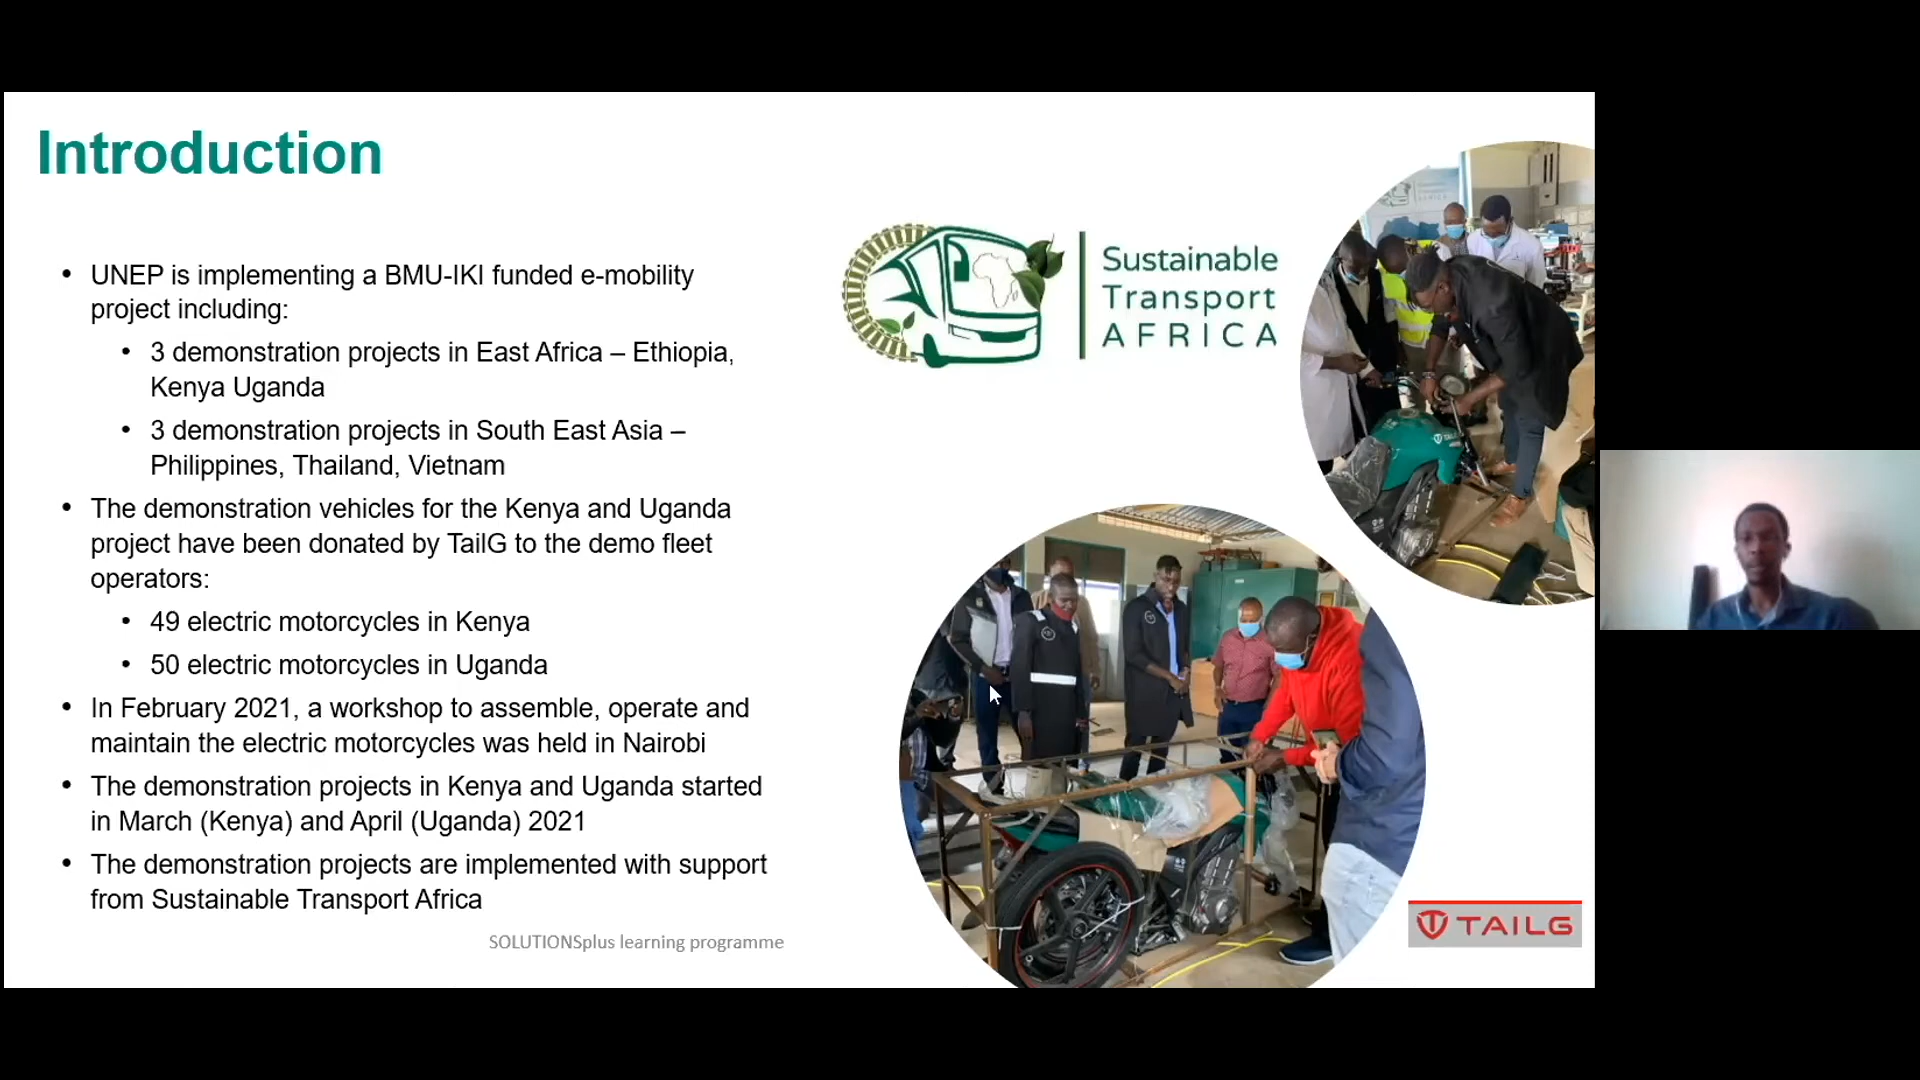 Introduction
• UNEP is implementing a BMU-IKI funded e-mobility
project including:
• 3 demonstration projects in East Africa – Ethiopia,
Kenya Uganda
• 3 demonstration projects in South East Asia –
Philippines, Thailand, Vietnam
• The demonstration vehicles for the Kenya and Uganda
project have been donated by TailG to the demo fleet
operators:
• 49 electric motorcycles in Kenya
• 50 electric motorcycles in Uganda
• In February 2021, a workshop to assemble, operate and
maintain the electric motorcycles was held in Nairobi
• The demonstration projects in Kenya and Uganda started
in March (Kenya) and April (Uganda) 2021
• The demonstration projects are implemented with support
from Sustainable Transport Africa
SOLUTIONSplus learning programme
Sustainable
Transport
AFRICA
TAILG
TAILG